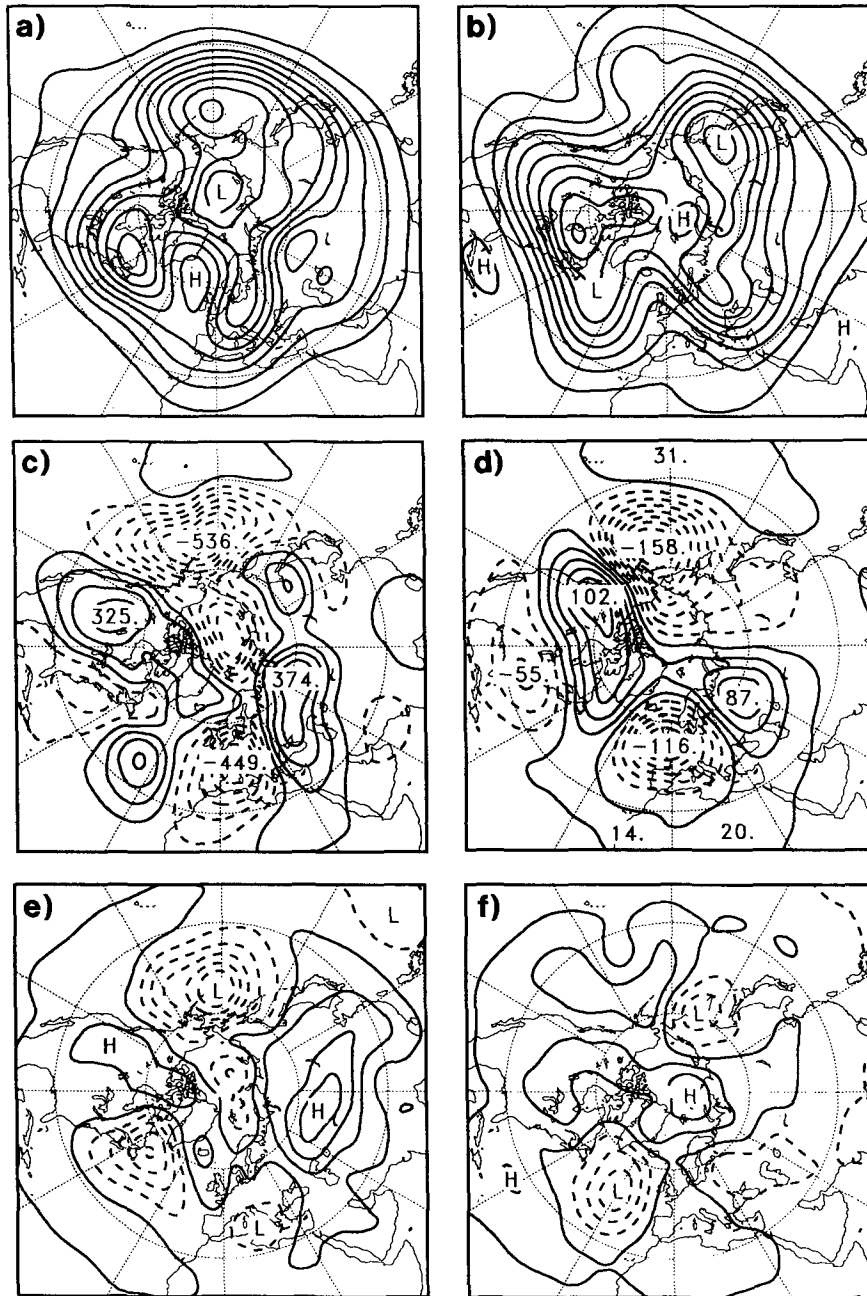 a)
L
H
b)
L
H
H
L
H
c)
-536.
325.
374.
-449.
d)
31.
-158.
102.
-55.
87
-116.
14.
20.
e)
L
L
H
H
L
f)
L
H
H
L